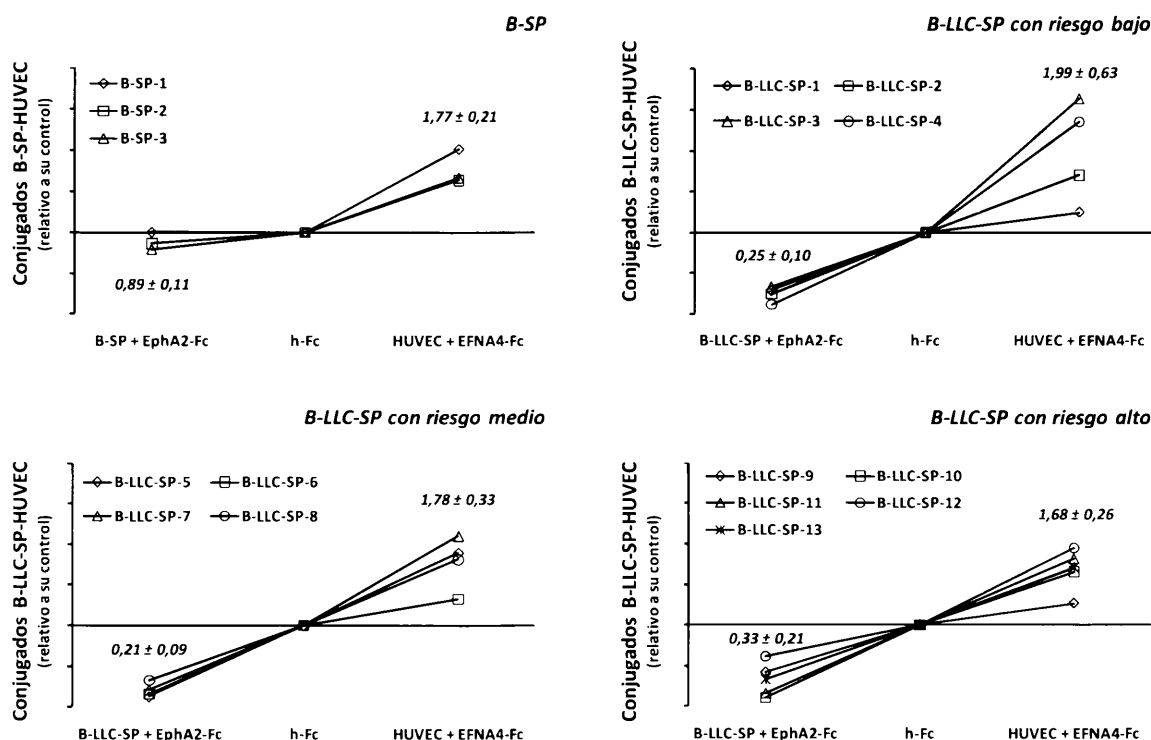 B-SP
Conjugados B-SP-HUVEC
(relativo a su control)
B-SP-1
B-SP-2
B-SP-3
1,77 ± 0,21
0,89 ± 0,11
B-SP + EphA2-Fc h-Fc HUVEC + EFNA4-Fc
B-LLC-SP con riesgo bajo
Conjugados B-LLC-SP-HUVEC
(relativo a su control)
B-LLC-SP-1 B-LLC-SP-2
B-LLC-SP-3 B-LLC-SP-4
1,99 ± 0,63
0,25 ± 0,10
B-LLC-SP + EphA2-Fc h-Fc HUVEC + EFNA4-Fc
B-LLC-SP con riesgo medio
Conjugados B-LLC-SP-HUVEC
(relativo a su control)
B-LLC-SP-5 B-LLC-SP-6
B-LLC-SP-7 B-LLC-SP-8
1,78 ± 0,33
0,21 ± 0,09
B-LLC-SP + EphA2-Fc h-Fc HUVEC + EFNA4-Fc
B-LLC-SP con riesgo alto
Conjugados B-LLC-SP-HUVEC
(relativo a su control)
B-LLC-SP-9 B-LLC-SP-10
B-LLC-SP-11 B-LLC-SP-12
B-LLC-SP-13
1,68 ± 0,26
0,33 ± 0,21
B-LLC-SP + EphA2-Fc h-Fc HUVEC + EFNA4-Fc